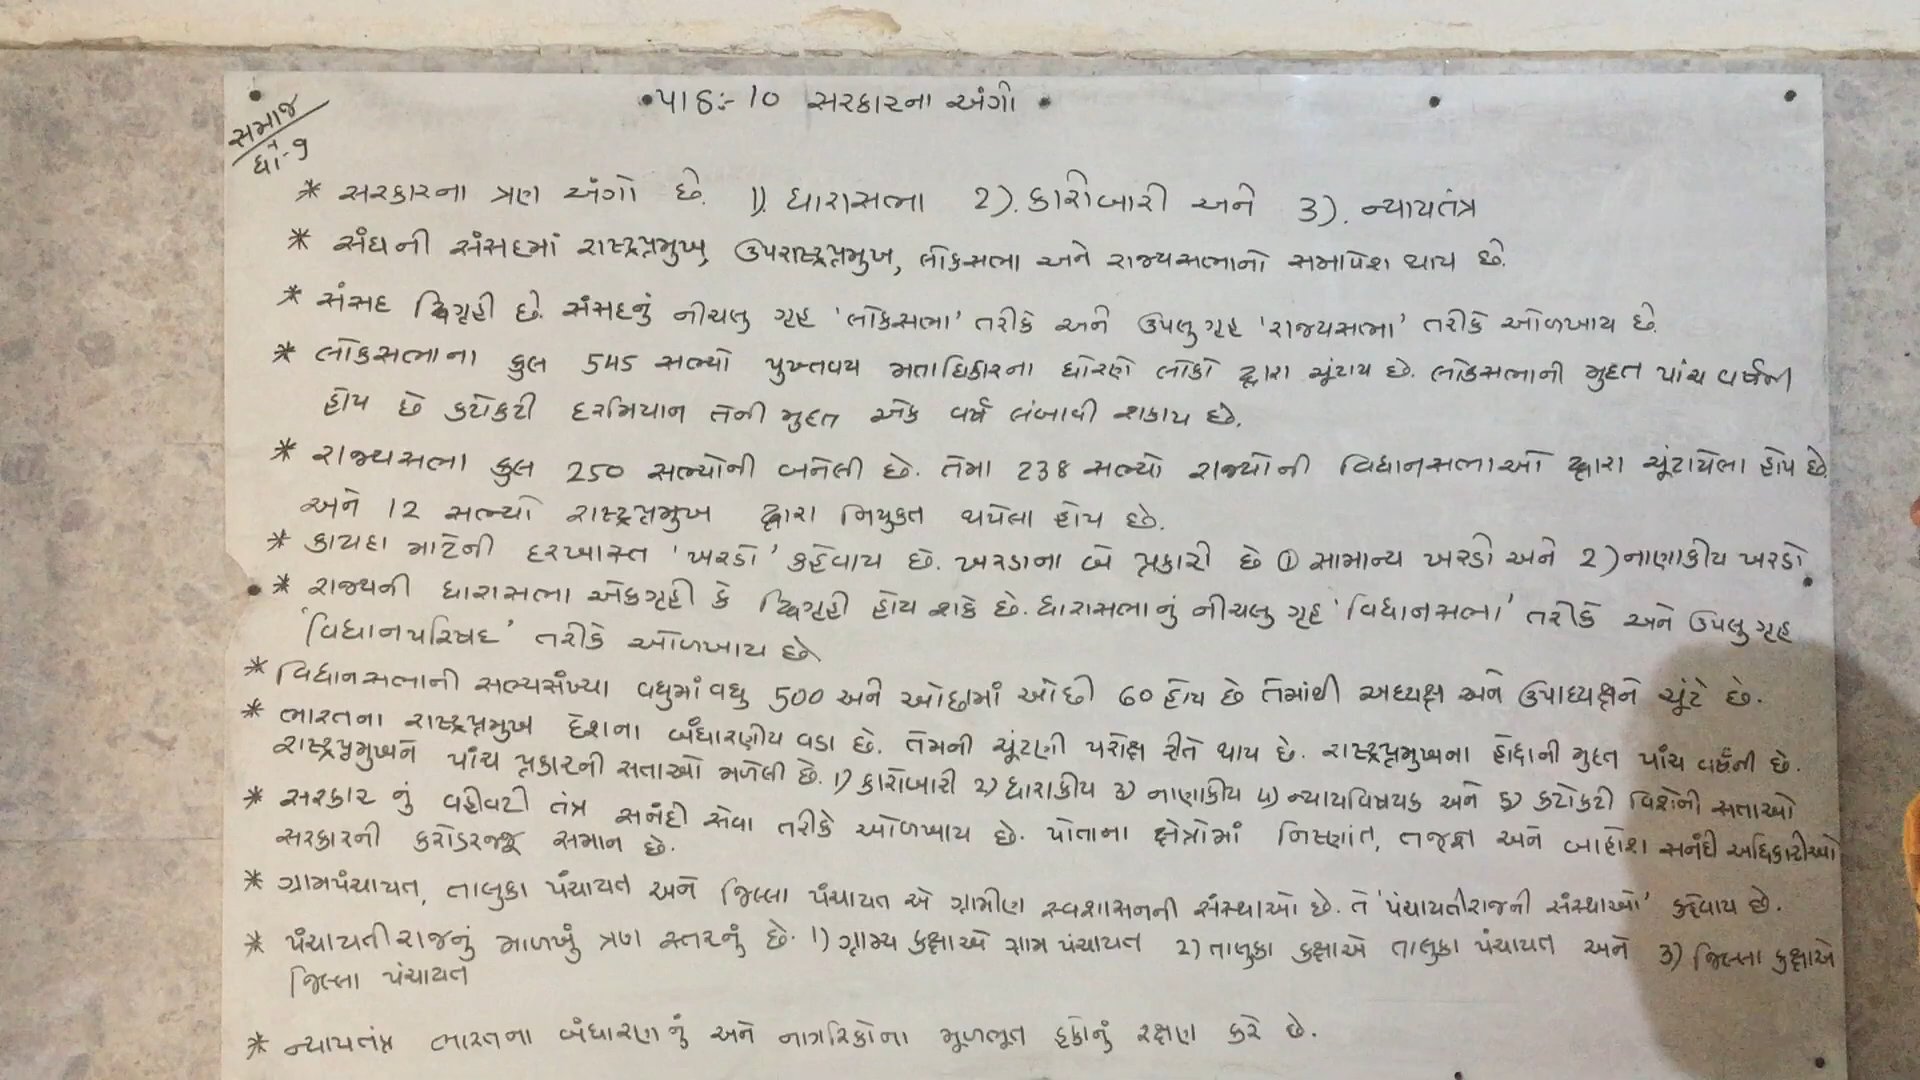 સમાજ
ધો-9
પાઠ:- 10 સરકારના અંગો
* સરકારના ત્રણ અંગો છે. 1). ધારાસભા 2). કારોબારી અને 3). ન્યાયતંત્ર
* સંઘની સંસદમાં રાષ્ટ્રપ્રમુખ, ઉપરાષ્ટ્રપ્રમુખ, લોકસભા અને રાજ્યસભાનો સમાવેશ થાય છે.
* સંસદ દ્વિગૃહી છે. સંસદનું નીચલુ ગૃહ 'લોકસભા' તરીકે અને ઉપલુ ગૃહ 'રાજ્યસભા' તરીકે ઓળખાય છે.
* લોકસભાના કુલ 545 સભ્યો પુખ્તવય મતાધિકારના ધોરણે લોકો દ્વારા ચૂંટાય છે. લોકસભાની મુદત પાંચ વર્ષની
હોય છે કટોકટી દરમિયાન તેની મુદત એક વર્ષ લંબાવી શકાય છે.
* રાજ્યસભા કુલ 250 સભ્યોની બનેલી છે. તેમા 238 સભ્યો રાજ્યોની વિધાનસભાઓ દ્વારા ચૂંટાયેલા હોય છે.
અને 12 સભ્યો રાષ્ટ્રપ્રમુખ દ્વારા નિયુક્ત થયેલા હોય છે.
* કાયદા માટેની દરખાસ્ત 'ખરડો' કહેવાય છે. ખરડાના બે પ્રકારો છે ① સામાન્ય ખરડો અને 2) નાણાકીય ખરડો
* રાજ્યની ધારાસભા એકગૃહી કે દ્વિગૃહી હોય શકે છે. ધારાસભાનું નીચલુ ગૃહ 'વિધાનસભા' તરીકે અને ઉપલુ ગૃહ
'વિધાનપરિષદ' તરીકે ઓળખાય છે
* વિધાનસભાની સભ્યસંખ્યા વધુમાં વધુ 500 અને ઓછામાં ઓછી 60 હોય છે તેમાંથી અધ્યક્ષ અને ઉપાધ્યક્ષને ચૂંટે છે.
* ભારતના રાષ્ટ્રપ્રમુખ દેશના બંધારણીય વડા છે. તેમની ચૂંટણી પરોક્ષ રીતે થાય છે. રાષ્ટ્રપ્રમુખના હોદ્દાની મુદત પાંચ વર્ષની છે.
રાષ્ટ્રપ્રમુખને પાંચ પ્રકારની સતાઓ મળેલી છે. 1) કારોબારી 2) ધારાકીય 3) નાણાકીય 4) ન્યાયવિષયક અને 5) કટોકટી વિશેની સતાઓ
* સરકાર નું વહીવટી તંત્ર સનંદી સેવા તરીકે ઓળખાય છે. પોતાના ક્ષેત્રોમાં નિષ્ણાંત, તજજ્ઞ અને બાહોશ સનંદી અધિકારીઓ
સરકારની કરોડરજ્જૂ સમાન છે.
* ગ્રામપંચાયત, તાલુકા પંચાયત અને જિલ્લા પંચાયત એ ગ્રામીણ સ્વશાસનની સંસ્થાઓ છે. તે 'પંચાયતીરાજની સંસ્થાઓ' કહેવાય છે.
* પંચાયતીરાજનું માળખું ત્રણ સ્તરનું છે. 1) ગ્રામ્ય કક્ષાએ ગ્રામ પંચાયત 2) તાલુકા કક્ષાએ તાલુકા પંચાયત અને 3) જિલ્લા કક્ષાએ
જિલ્લા પંચાયત
* ન્યાયતંત્ર ભારતના બંધારણનું અને નાગરિકોના મૂળભૂત હકોનું રક્ષણ કરે છે.